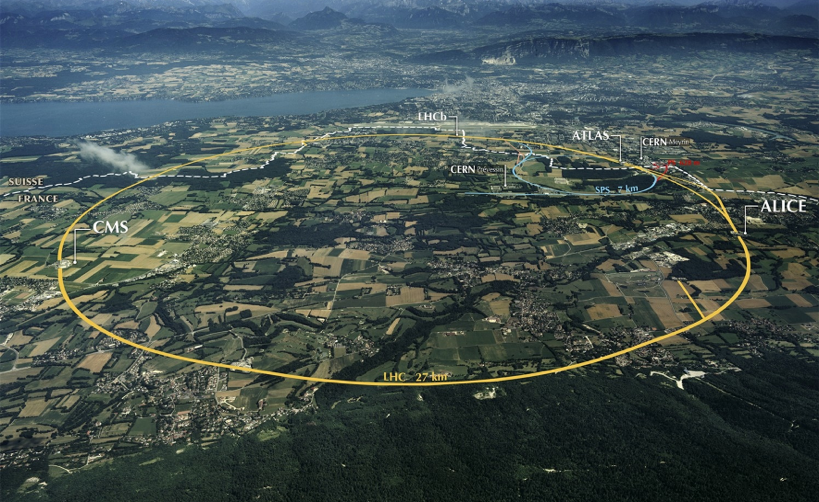 LHCb
ATLAS
CERN Meyrin
CERN Prévessin
SUISSE
FRANCE
SPS 7 km
ALICE
CMS
LHC 27 km